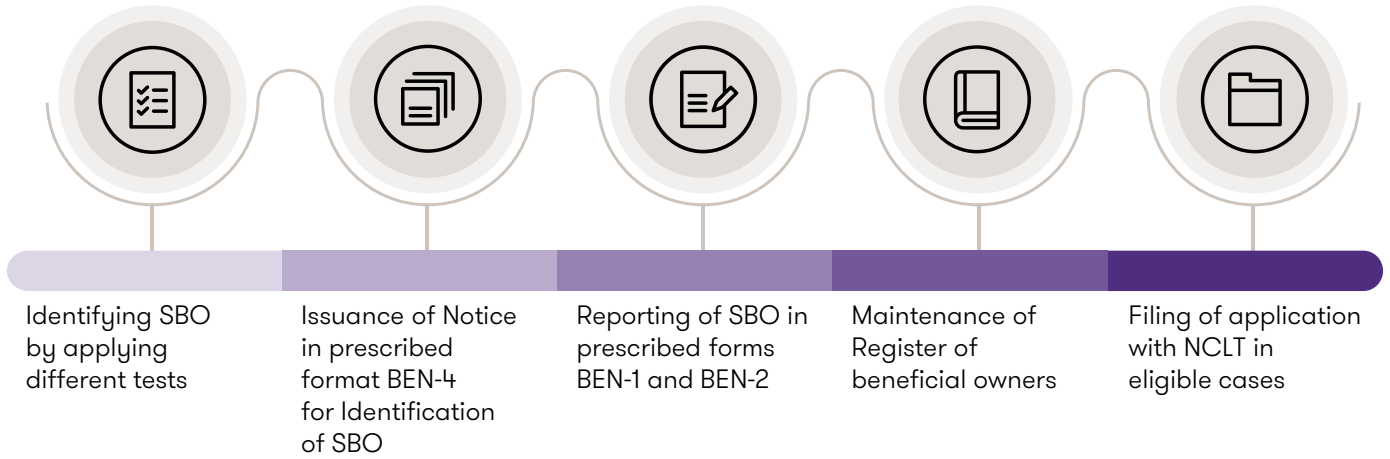 Identifying SBO
by applying
different tests
Issuance of Notice
in prescribed
format BEN-4
for Identification
of SBO
Reporting of SBO in
prescribed forms
BEN-1 and BEN-2
Maintenance of
Register of
beneficial owners
Filing of application
with NCLT in
eligible cases